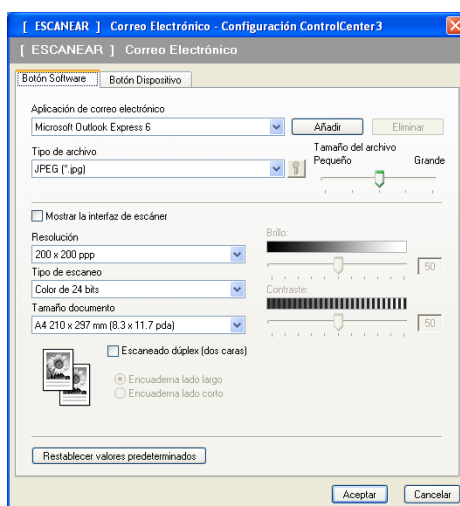 [ ESCANEAR ] Correo Electrónico - Configuración ControlCenter3
[ ESCANEAR ] Correo Electrónico
Botón Software Botón Dispositivo
Aplicación de correo electrónico
Microsoft Outlook Express 6 Añadir Eliminar
Tipo de archivo Tamaño del archivo
Pequeño Grande
JPEG (*.jpg)
Mostrar la interfaz de escáner
Resolución Brillo:
200 x 200 ppp
50
Tipo de escaneo
Color de 24 bits Contraste:
Tamaño documento
A4 210 x 297 mm (8.3 x 11.7 pda) 50
Escaneado dúplex (dos caras)
Encuaderna lado largo
Encuaderna lado corto
Restablecer valores predeterminados
Aceptar Cancelar